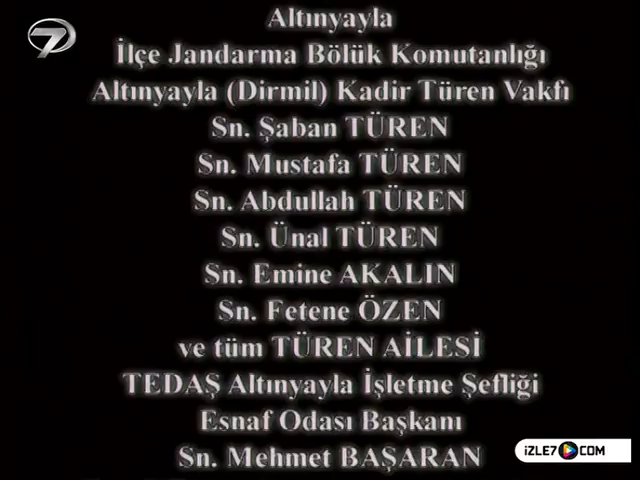 Altınyayla
İlçe Jandarma Bölük Komutanlığı
Altınyayla (Dirmil) Kadir Türen Vakfı
Sn. Şaban TÜREN
Sn. Mustafa TÜREN
Sn. Abdullah TÜREN
Sn. Ünal TÜREN
Sn. Emine AKALIN
Sn. Fetene ÖZEN
ve tüm TÜREN AİLESİ
TEDAŞ Altınyayla İşletme Şefliği
Esnaf Odası Başkanı
Sn. Mehmet BAŞARAN
7
iZLE7.COM